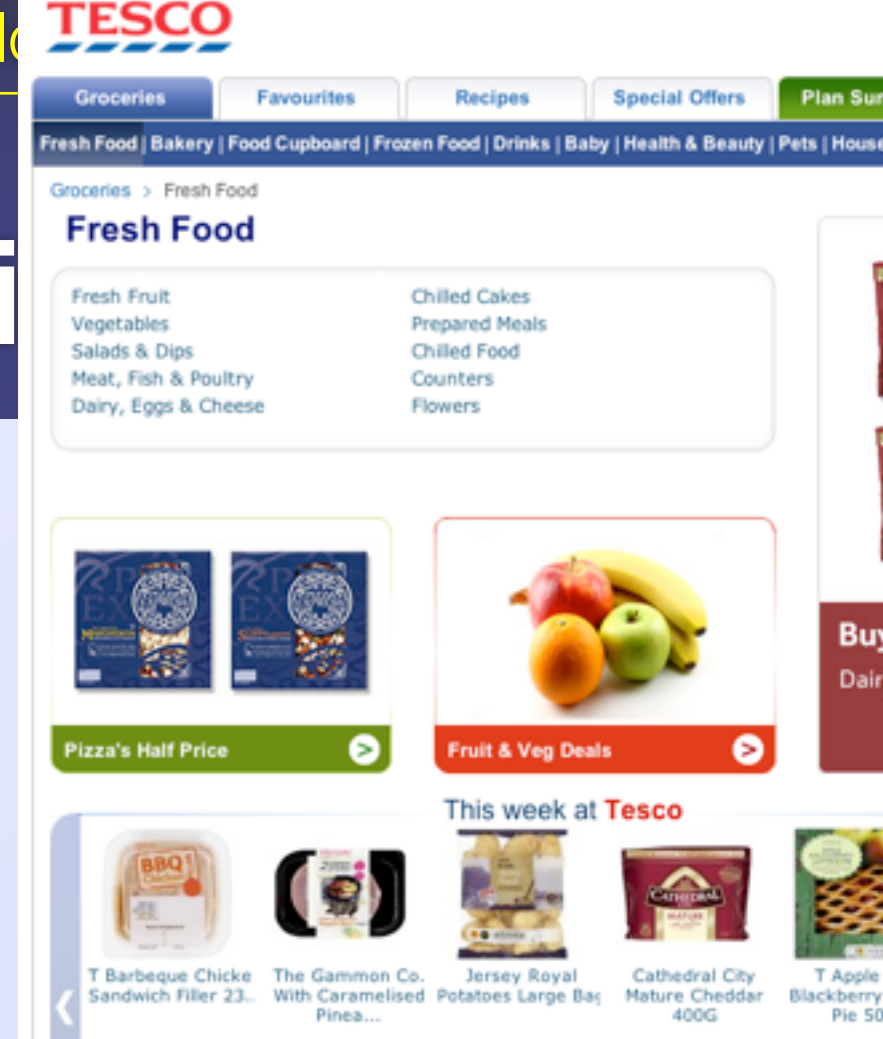 TESCO
Groceries Favourites Recipes Special Offers Plan
Fresh Food | Bakery | Food Cupboard | Frozen Food | Drinks | Baby | Health & Beauty | Pets |
Groceries > Fresh Food
Fresh Food
Fresh Fruit Chilled Cakes
Vegetables Prepared Meals
Salads & Dips Chilled Food
Meat, Fish & Poultry Counters
Dairy, Eggs & Cheese Flowers
Buy
Dair
Pizza's Half Price >
Fruit & Veg Deals >
This week at Tesco
BBQ
CATHEDRAL
MATURE
T Barbeque Chicke
Sandwich Filler 23..
The Gammon Co.
With Caramelised
Pinea...
Jersey Royal
Potatoes Large Bag
Cathedral City
Mature Cheddar
400G
T Apple
Blackberry
Pie 50